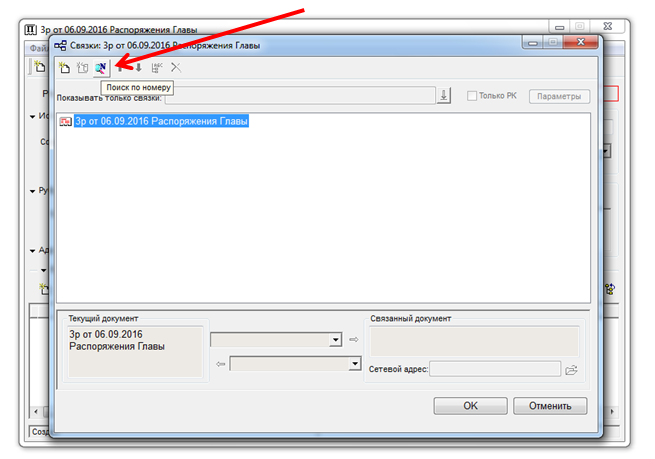 3р от 06.09.2016 Распоряжения Главы
Связки: 3р от 06.09.2016 Распоряжения Главы
Поиск по номеру
Показывать только связки:
Только РК
Параметры
3р от 06.09.2016 Распоряжения Главы
Текущий документ
3р от 06.09.2016
Распоряжения Главы
Связанный документ
Сетевой адрес:
OK
Отменить